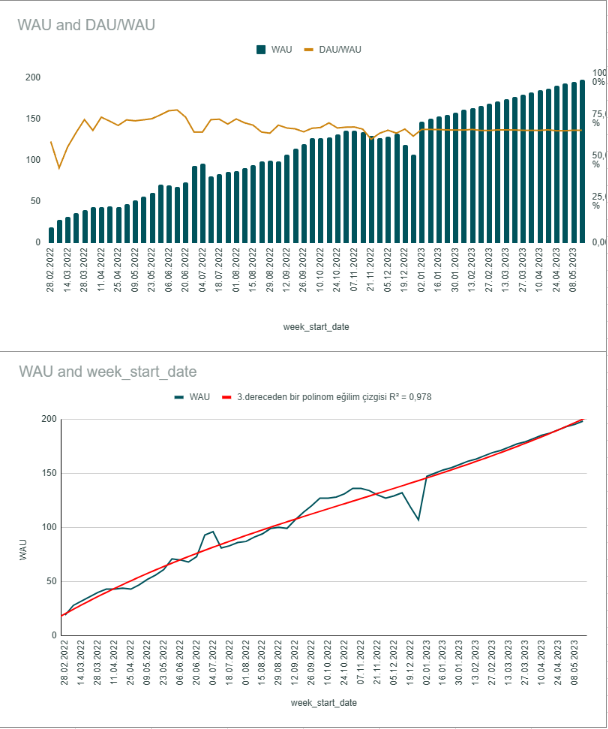 WAU and DAU/WAU
WAU DAU/WAU
200
150
100
50
0
100
0%
75,
%
50,0
%
25,0
%
0,00
28.02.2022 14.03.2022 28.03.2022 11.04.2022 25.04.2022 09.05.2022 23.05.2022 06.06.2022 20.06.2022 04.07.2022 18.07.2022 01.08.2022 15.08.2022 29.08.2022 12.09.2022 26.09.2022 10.10.2022 24.10.2022 07.11.2022 21.11.2022 05.12.2022 19.12.2022 02.01.2023 16.01.2023 30.01.2023 13.02.2023 27.02.2023 13.03.2023 27.03.2023 10.04.2023 24.04.2023 08.05.2023
week_start_date
WAU and week_start_date
WAU 3.dereceden bir polinom eğilim çizgisi R² = 0,978
200
150
100
50
0
WAU
28.02.2022 14.03.2022 28.03.2022 11.04.2022 25.04.2022 09.05.2022 23.05.2022 06.06.2022 20.06.2022 04.07.2022 18.07.2022 01.08.2022 15.08.2022 29.08.2022 12.09.2022 26.09.2022 10.10.2022 24.10.2022 07.11.2022 21.11.2022 05.12.2022 19.12.2022 02.01.2023 16.01.2023 30.01.2023 13.02.2023 27.02.2023 13.03.2023 27.03.2023 10.04.2023 24.04.2023 08.05.2023
week_start_date